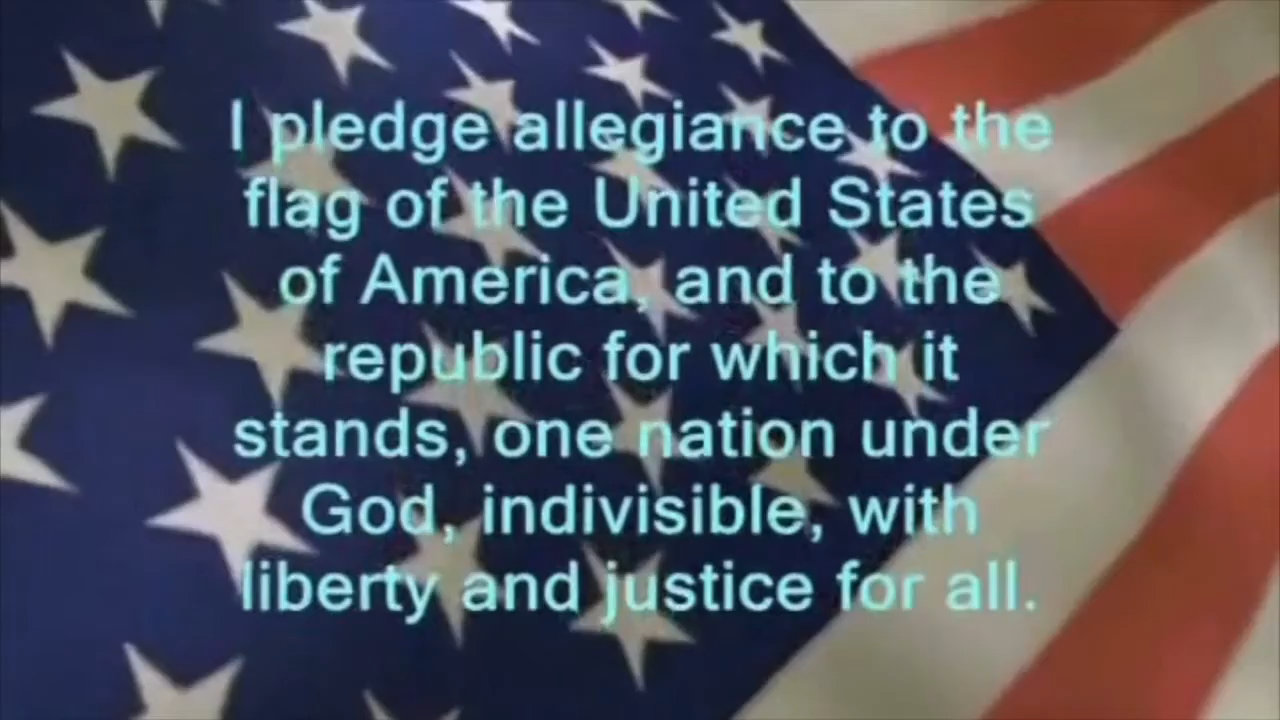 I pledge allegiance to the
flag of the United States
of America, and to the
republic for which it
stands, one nation under
God, indivisible, with
liberty and justice for all.